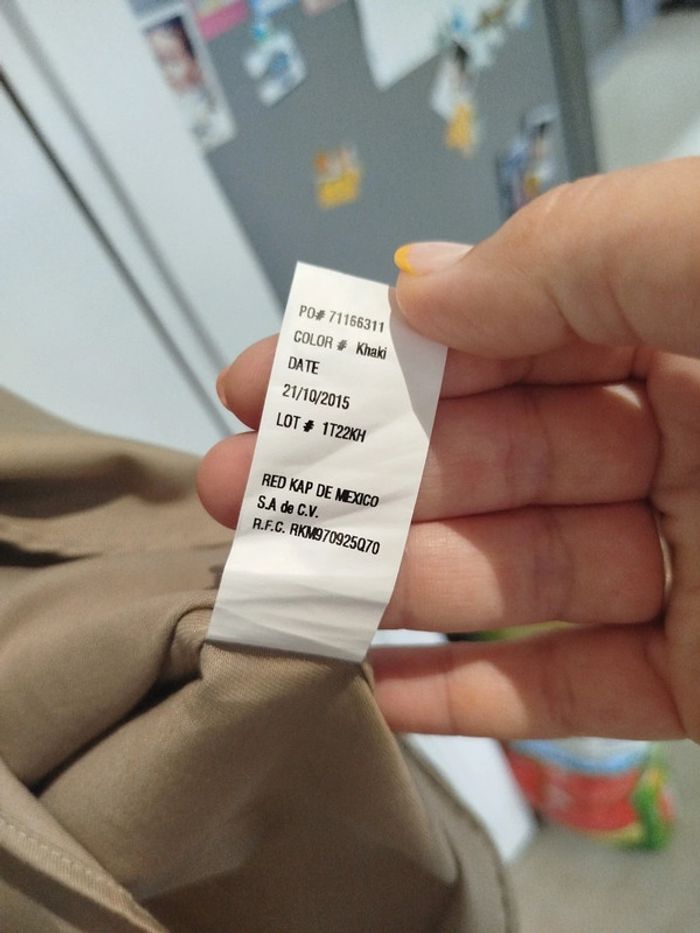 PO# 71166311
COLOR # Khaki
DATE
21/10/2015
LOT # 1T22KH
RED KAP DE MEXICO
S.A de C.V.
R.F.C. RKM970925Q70